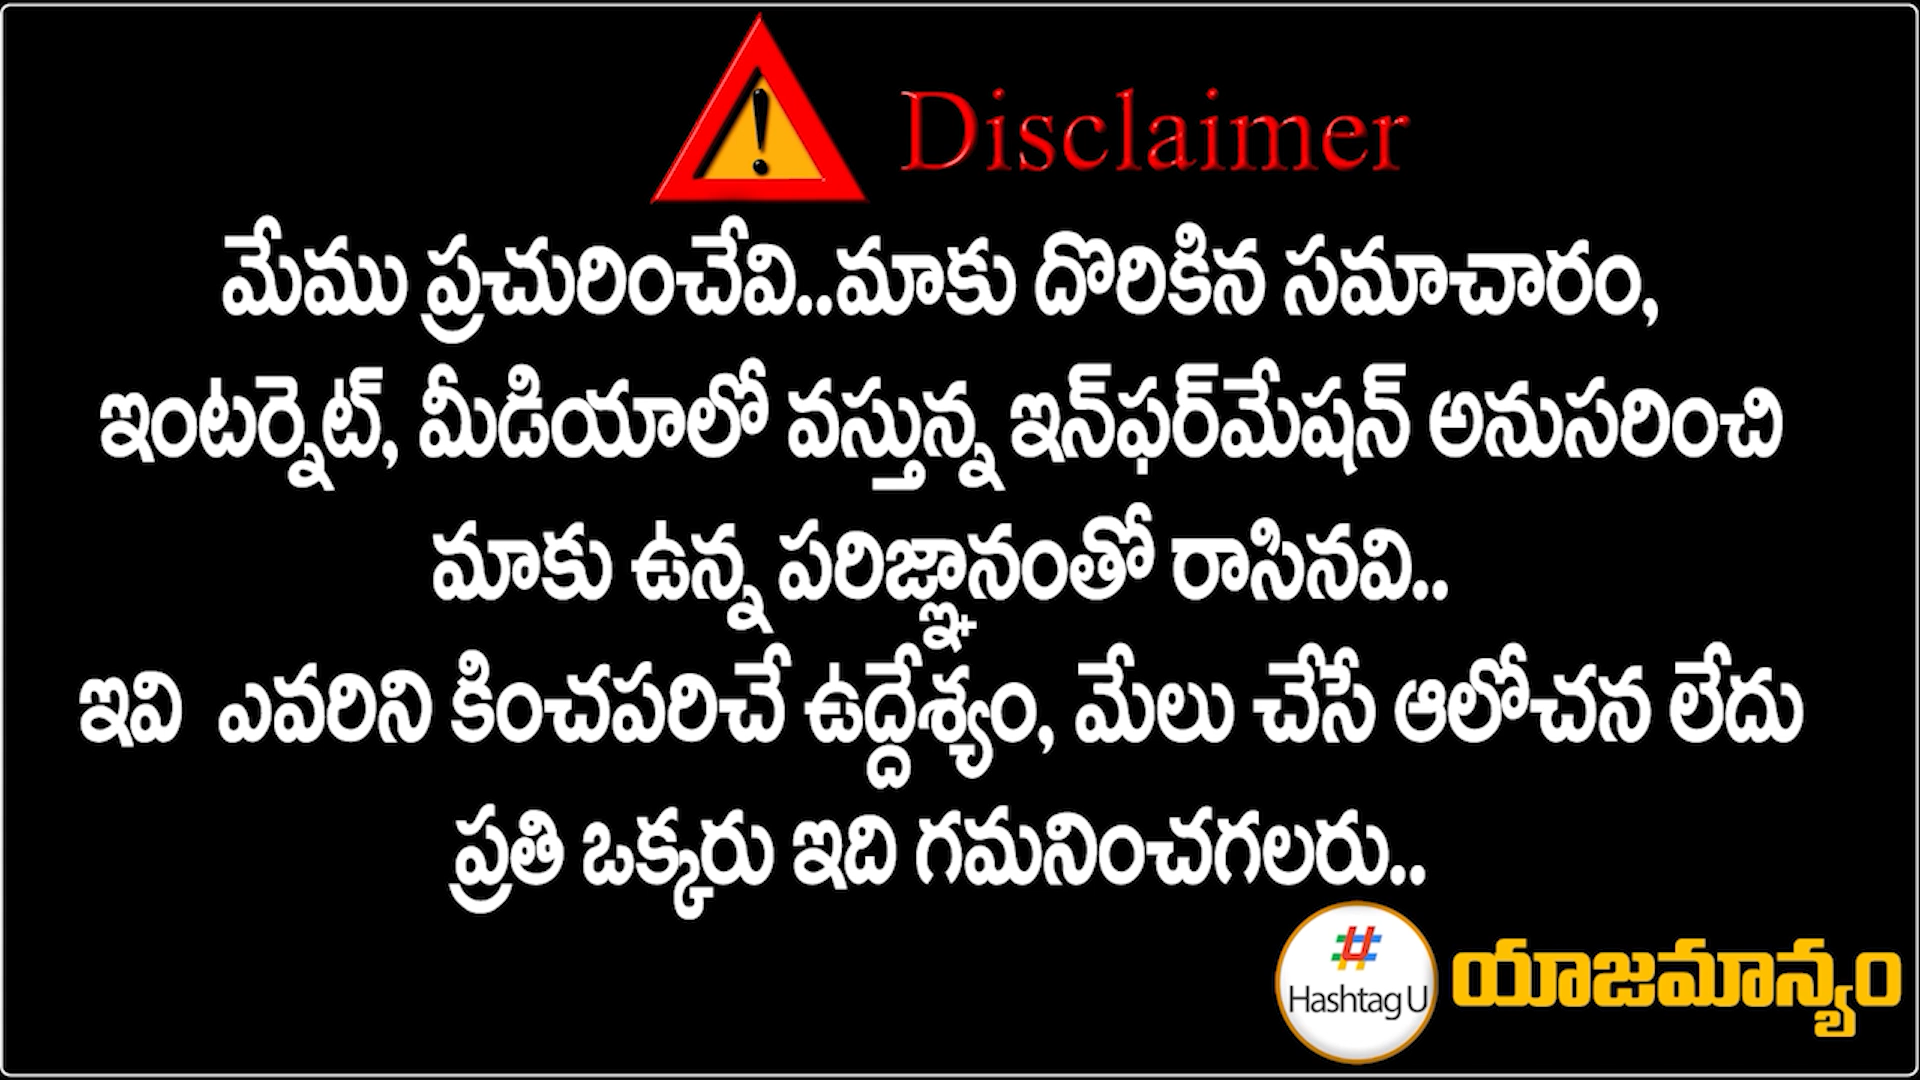 Disclaimer
మేము ప్రచురించేవి..మాకు దొరికిన సమాచారం,
ఇంటర్నెట్, మీడియాలో వస్తున్న ఇన్‌ఫర్‌మేషన్ అనుసరించి
మాకు ఉన్న పరిజ్ఞానంతో రాసినవి..
ఇవి ఎవరిని కించపరిచే ఉద్దేశ్యం, మేలు చేసే ఆలోచన లేదు
ప్రతి ఒక్కరు ఇది గమనించగలరు..
Hashtag U యాజమాన్యం